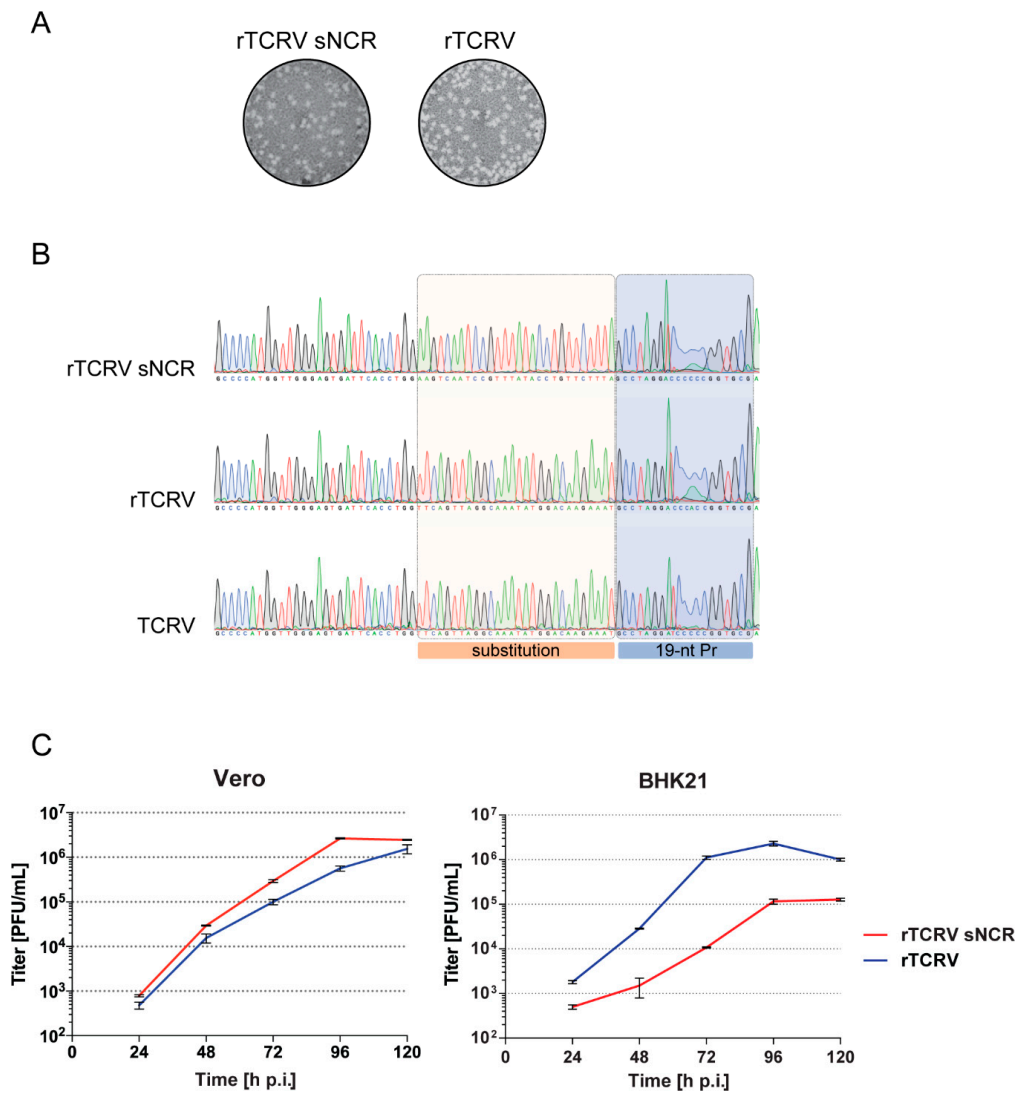 A
rTCRV sNCR
rTCRV
B
rTCRV sNCR
GCCCCATGGTTGGGAGTGATTCACCTGGAAGTCAATCCGTTTATACCTGTTCTTTAGCCTAGGACCCCCCGGTGCGA
rTCRV
GCCCCATGGTTGGGAGTGATTCACCTGGTTCAGTTAGGCAAATATGGACAAGAAATGCCTAGGACCCACCGGTGCGA
TCRV
GCCCCATGGTTGGGAGTGATTCACCTGGTTCAGTTAGGCAAATATGGACAAGAAATGCCTAGGATCCCCCGGTGCGA
substitution
19-nt Pr
C
Vero
Titer [PFU/mL]
10⁷
10⁶
10⁵
10⁴
10³
10²
0 24 48 72 96 120
Time [h p.i.]
BHK21
Titer [PFU/mL]
10⁷
10⁶
10⁵
10⁴
10³
10²
0 24 48 72 96 120
Time [h p.i.]
rTCRV sNCR
rTCRV